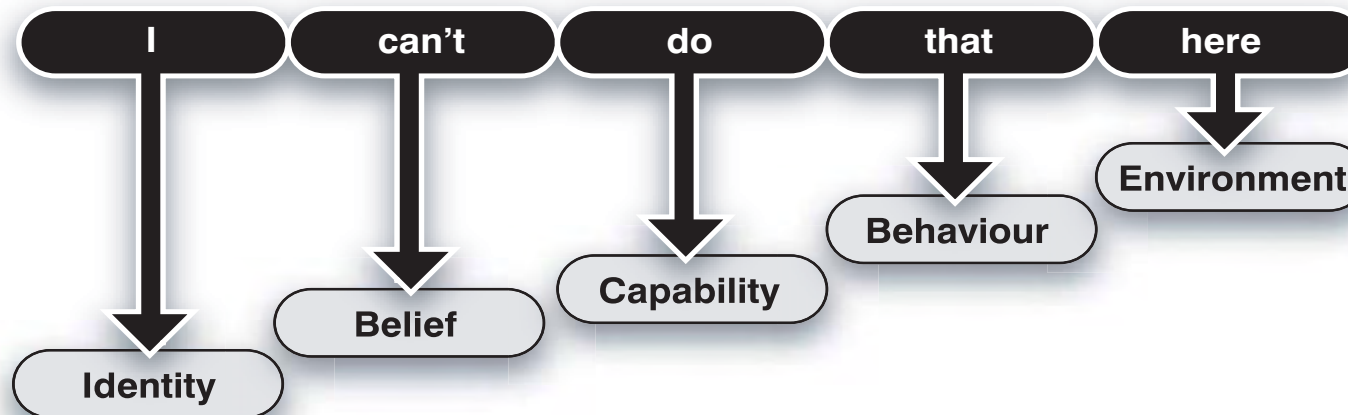 I can't do that here
Environment
Behaviour
Capability
Belief
Identity